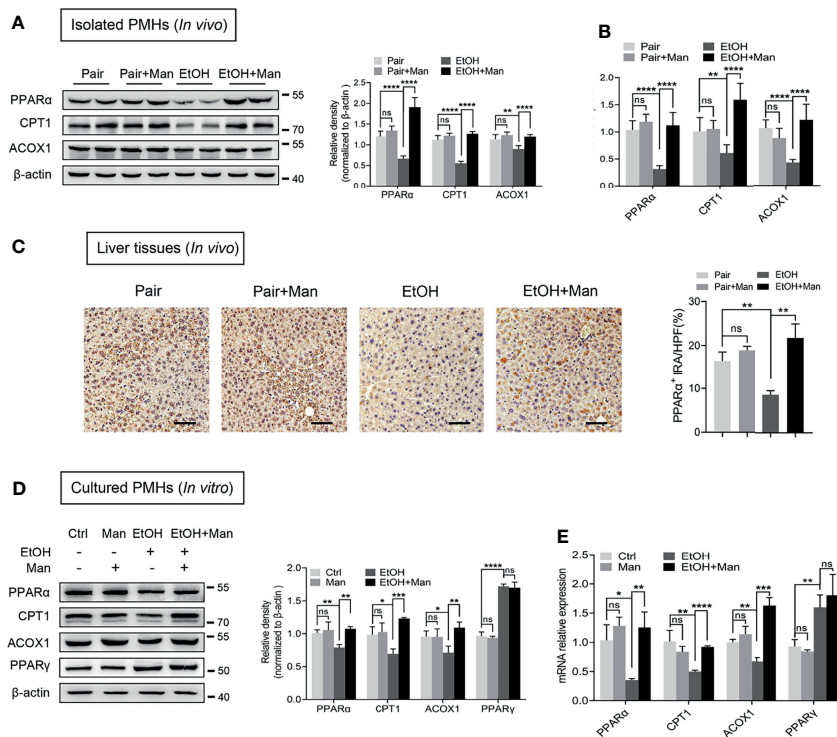 A
Isolated PMHs (In vivo)
Pair Pair+Man EtOH EtOH+Man
PPARα
CPT1
ACOX1
β-actin
55
70
55
40
Relative density
(normalized to β-actin )
Pair
Pair+Man
EtOH
EtOH+Man
0.0
0.5
1.0
1.5
2.0
2.5
**** ****
ns
**** ****
ns
** ****
ns
PPARα
CPT1
ACOX1
B
Pair
Pair+Man
EtOH
EtOH+Man
0.0
0.5
1.0
1.5
2.0
**** ****
ns
** ****
ns
**** ****
ns
PPARα
CPT1
ACOX1
C
Liver tissues (In vivo)
Pair
Pair+Man
EtOH
EtOH+Man
Pair
Pair+Man
EtOH
EtOH+Man
PPARα⁺ IRA/HPF(%)
0
10
20
30
** **
ns
D
Cultured PMHs (In vitro)
Ctrl Man EtOH EtOH+Man
EtOH - - + +
Man - + - +
PPARα
CPT1
ACOX1
PPARγ
β-actin
55
70
55
50
40
Relative density
(normalized to β-actin )
Ctrl
Man
EtOH
EtOH+Man
0.0
0.5
1.0
1.5
2.0
2.5
** **
ns
* ***
ns
* **
ns
**** ns
ns
PPARα
CPT1
ACOX1
PPARγ
E
mRNA relative expression
Ctrl
Man
EtOH
EtOH+Man
0.0
0.5
1.0
1.5
2.0
* **
ns
** ****
ns
** ***
ns
** ns
ns
PPARα
CPT1
ACOX1
PPARγ